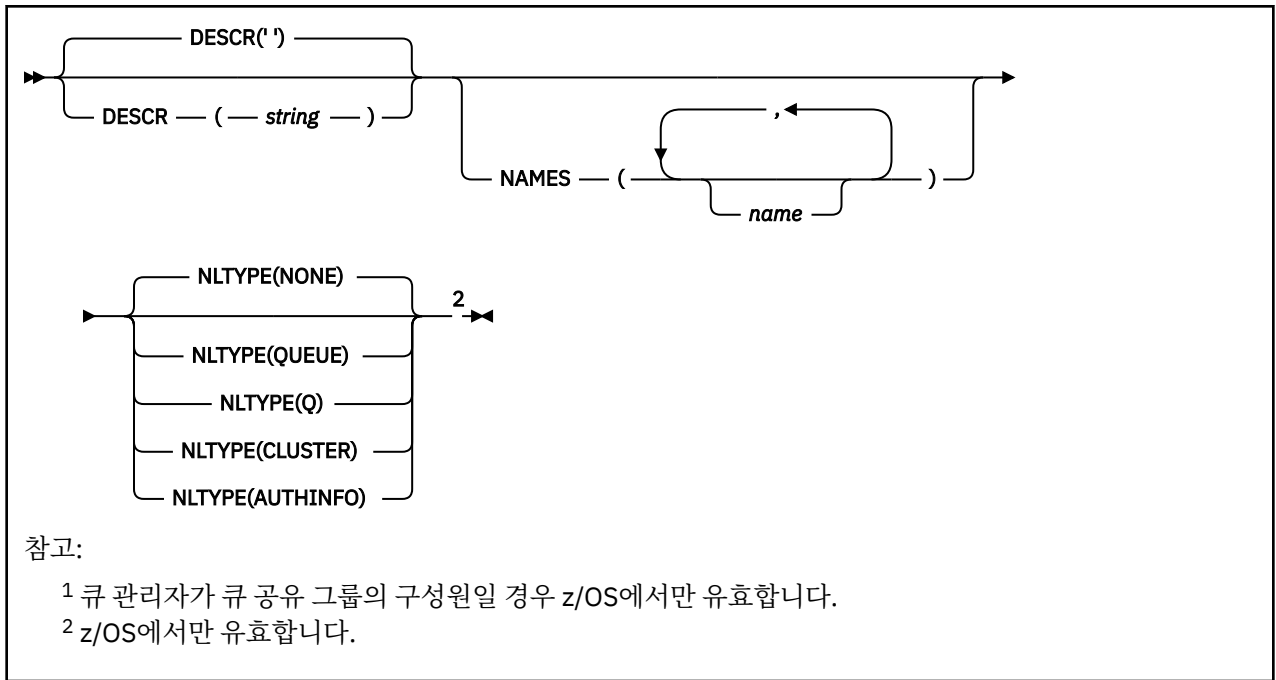 DESCR(' ')
DESCR ( string )
,
NAMES ( name )
NLTYPE(NONE)
2
NLTYPE(QUEUE)
NLTYPE(Q)
NLTYPE(CLUSTER)
NLTYPE(AUTHINFO)
참고:
1 큐 관리자가 큐 공유 그룹의 구성원일 경우 z/OS에서만 유효합니다.
2 z/OS에서만 유효합니다.